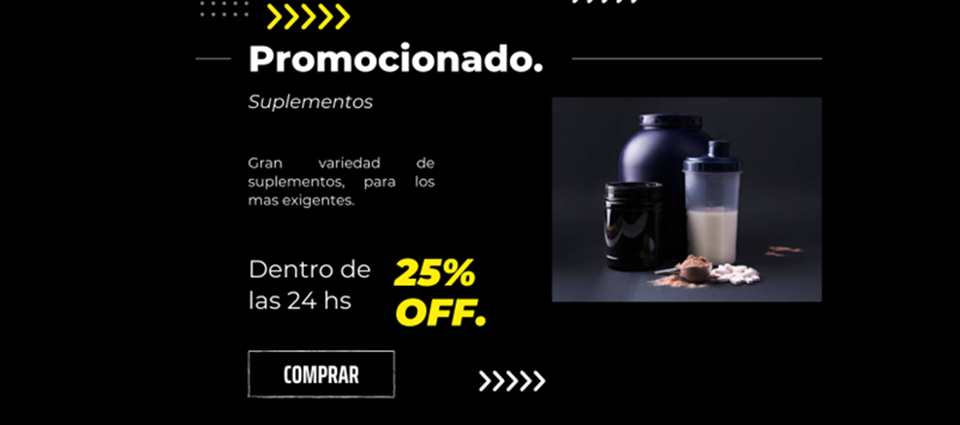 Promocionado.
Suplementos
Gran variedad de
suplementos, para los
mas exigentes.
Dentro de
las 24 hs
25%
OFF.
COMPRAR